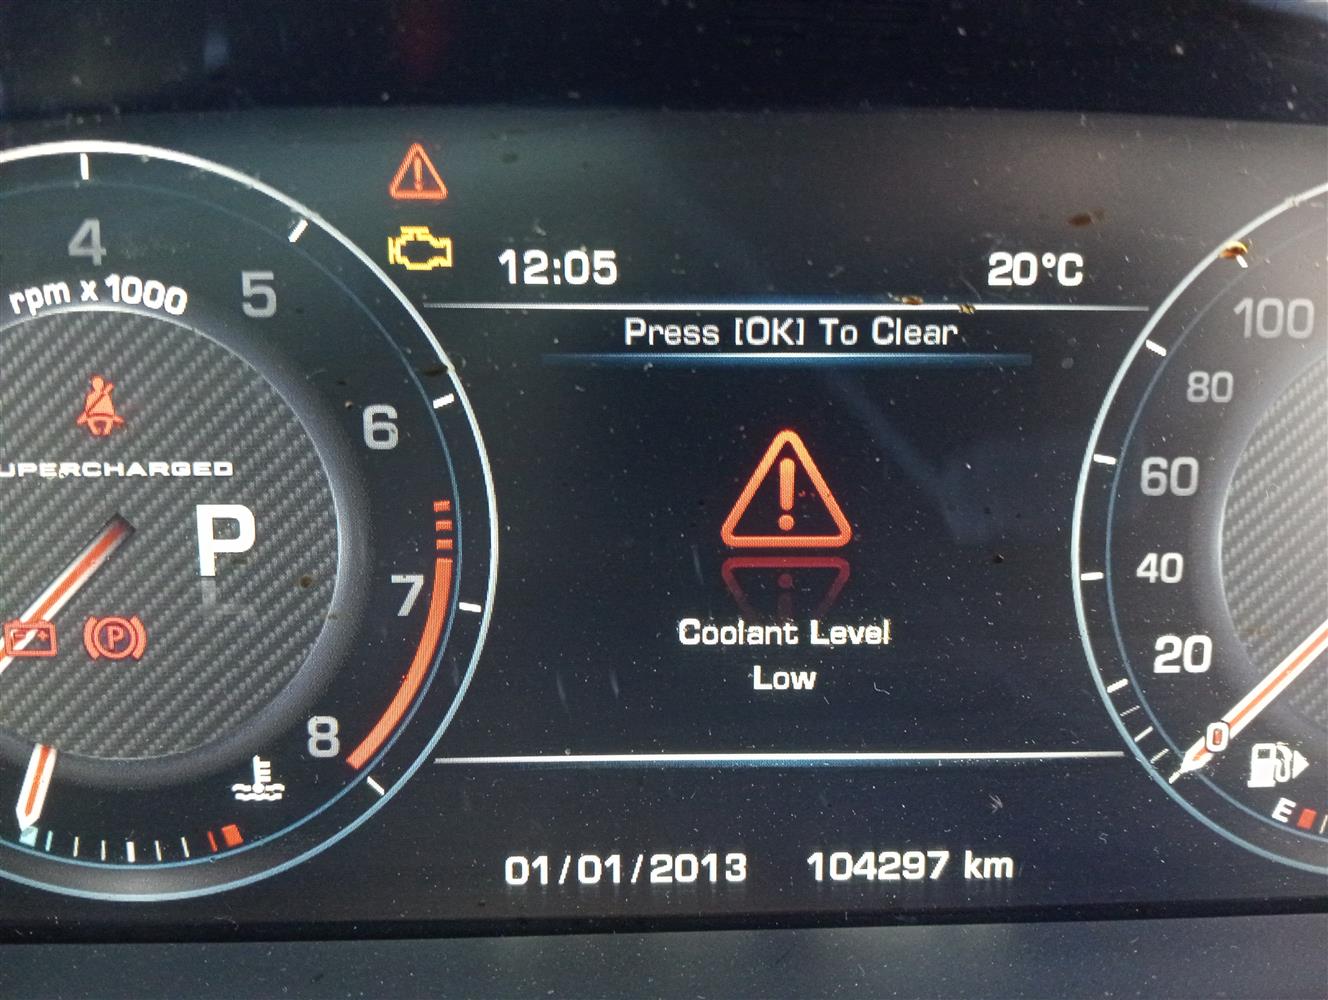 4
5
rpm x 1000
6
UPERCHARGED
P
7
8
12:05
20°C
Press [OK] To Clear
Coolant Level
Low
01/01/2013
104297 km
100
80
60
40
20
0
E